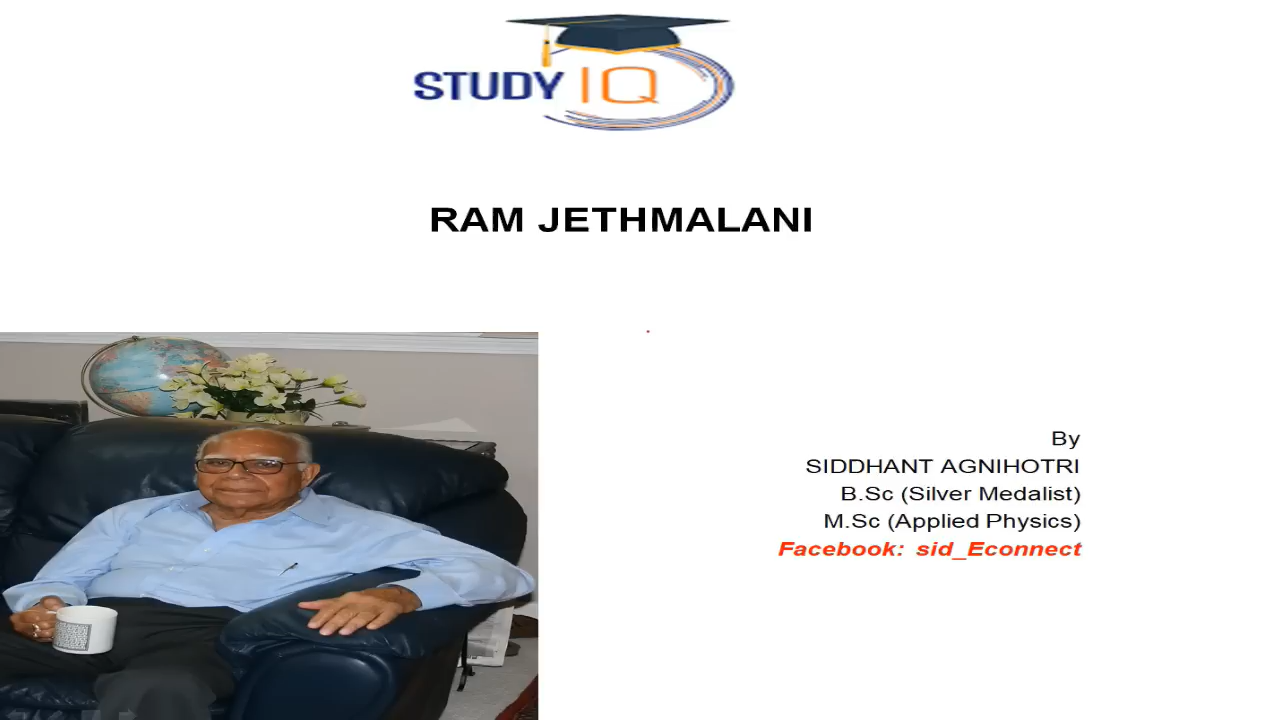 STUDY IQ
RAM JETHMALANI
By
SIDDHANT AGNIHOTRI
B.Sc (Silver Medalist)
M.Sc (Applied Physics)
Facebook: sid_Econnect